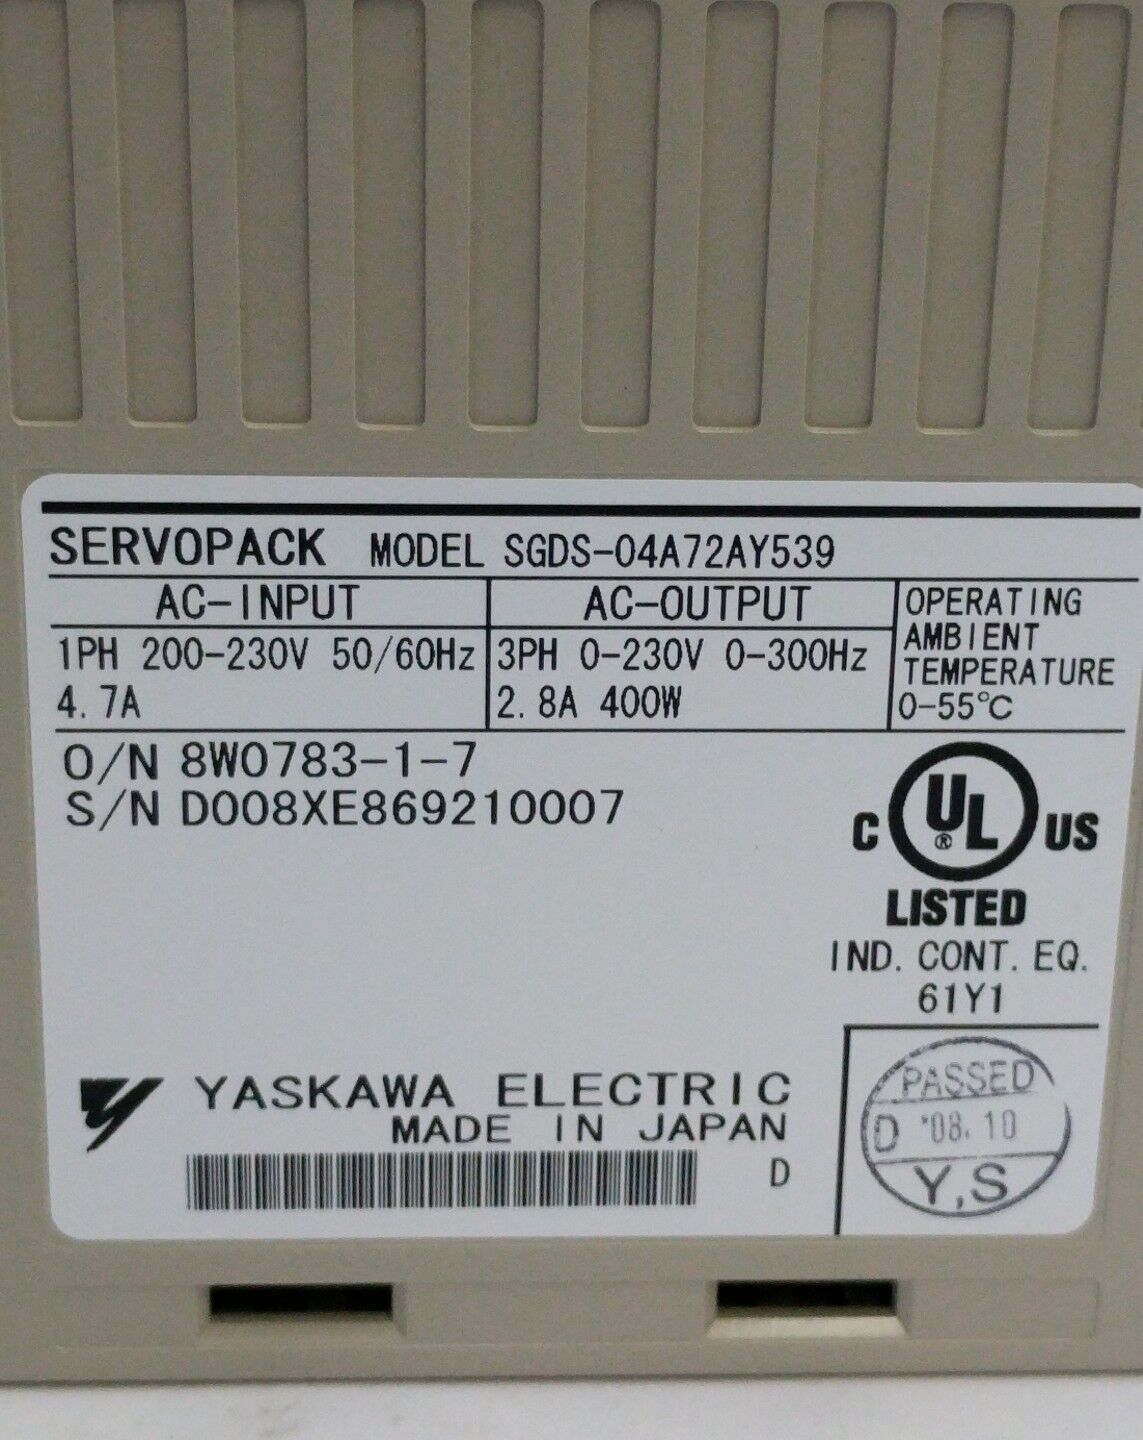 SERVOPACK MODEL SGDS-04A72AY539
AC-INPUT
1PH 200-230V 50/60Hz
4.7A
AC-OUTPUT
3PH 0-230V 0-300Hz
2.8A 400W
OPERATING
AMBIENT
TEMPERATURE
0-55℃
O/N 8W0783-1-7
S/N D008XE869210007
C UL® US
LISTED
IND. CONT. EQ.
61Y1
YASKAWA ELECTRIC
MADE IN JAPAN
D
PASSED
D '08.10
Y,S